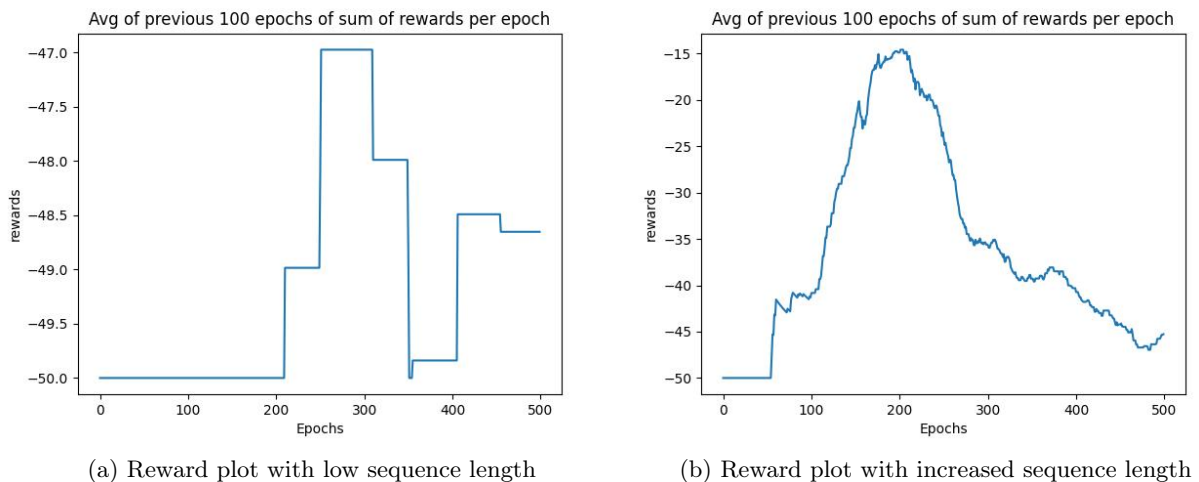 Avg of previous 100 epochs of sum of rewards per epoch
−47.0
−47.5
−48.0
−48.5
−49.0
−49.5
−50.0
rewards
0 100 200 300 400 500
Epochs
(a) Reward plot with low sequence length
Avg of previous 100 epochs of sum of rewards per epoch
−15
−20
−25
−30
−35
−40
−45
−50
rewards
0 100 200 300 400 500
Epochs
(b) Reward plot with increased sequence length